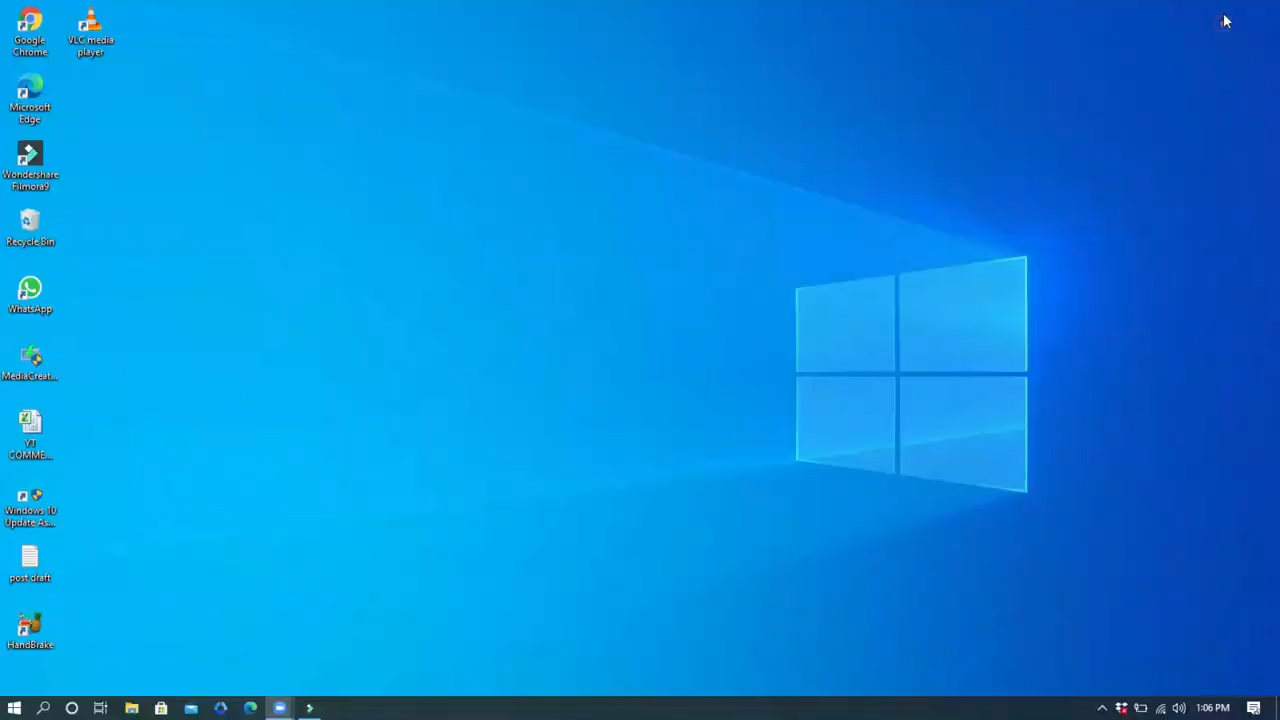 Google
Chrome
VLC media
player
Microsoft
Edge
Wondershare
Filmora9
Recycle Bin
WhatsApp
MediaCreat...
YT
COMME...
Windows 10
Update As...
post draft
HandBrake
1:06 PM